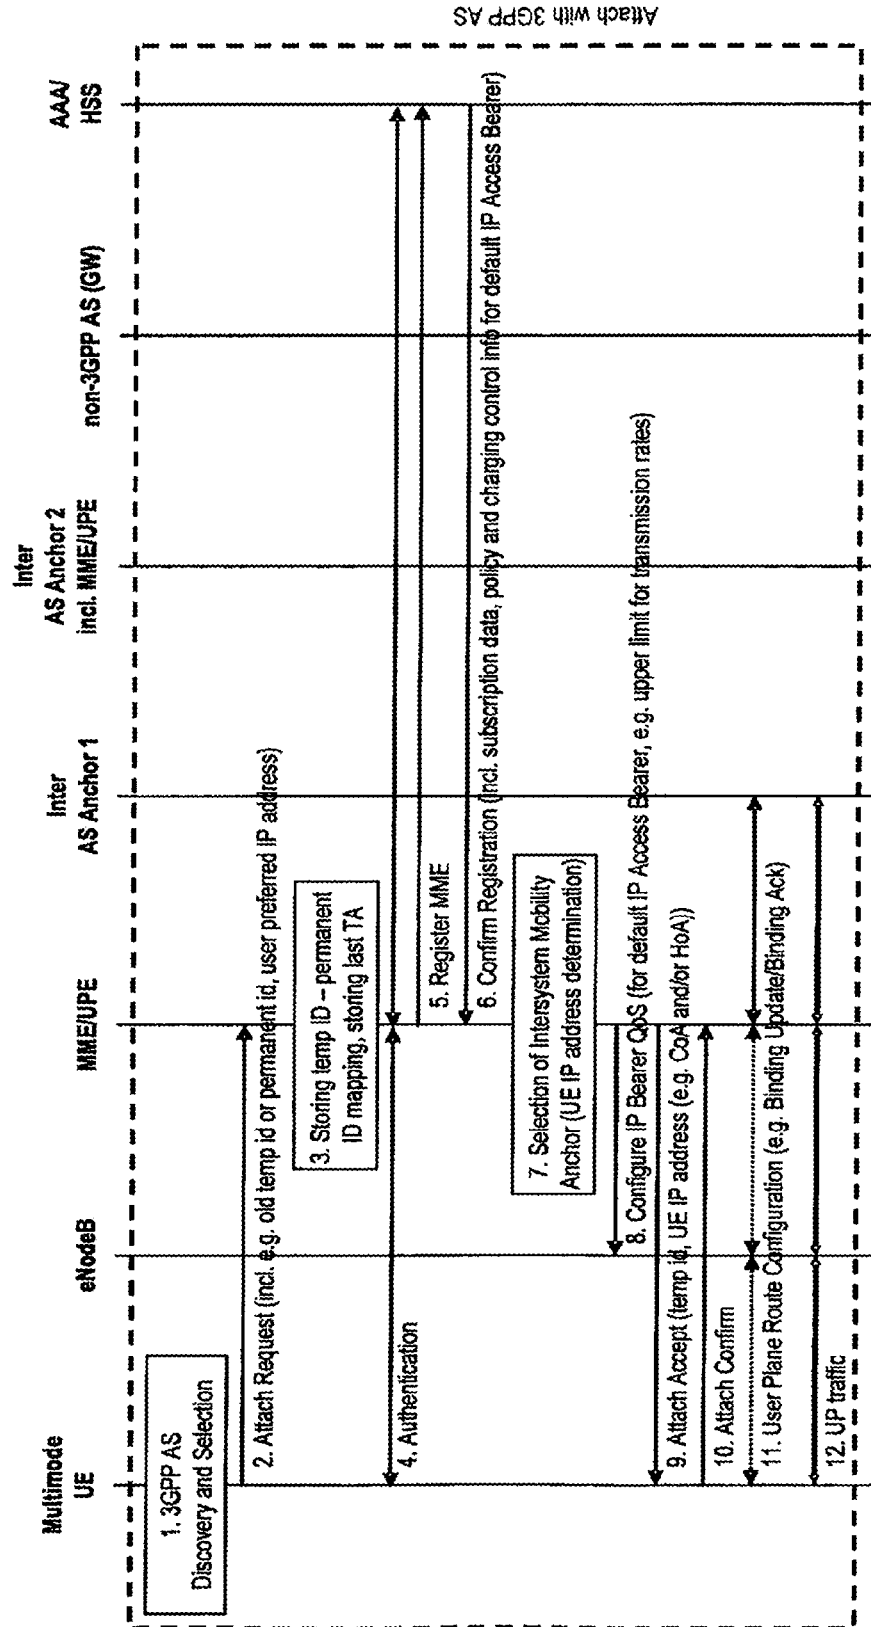 Multimode
UE
eNodeB
MME/UPE
Inter
AS Anchor 1
Inter
AS Anchor 2
incl. MME/UPE
non-3GPP AS (GW)
AAA/
HSS
1. 3GPP AS
Discovery and Selection
2. Attach Request (incl. e.g. old temp id or permanent id, user preferred IP address)
3. Storing temp ID – permanent
ID mapping, storing last TA
4. Authentication
5. Register MME
6. Confirm Registration (incl. subscription data, policy and charging control info for default IP Access Bearer)
7. Selection of Intersystem Mobility
Anchor (UE IP address determination)
8. Configure IP Bearer QoS (for default IP Access Bearer, e.g. upper limit for transmission rates)
9. Attach Accept (temp id, UE IP address (e.g. CoA and/or HoA))
10. Attach Confirm
11. User Plane Route Configuration (e.g. Binding Update/Binding Ack)
12. UP traffic
Attach with 3GPP AS